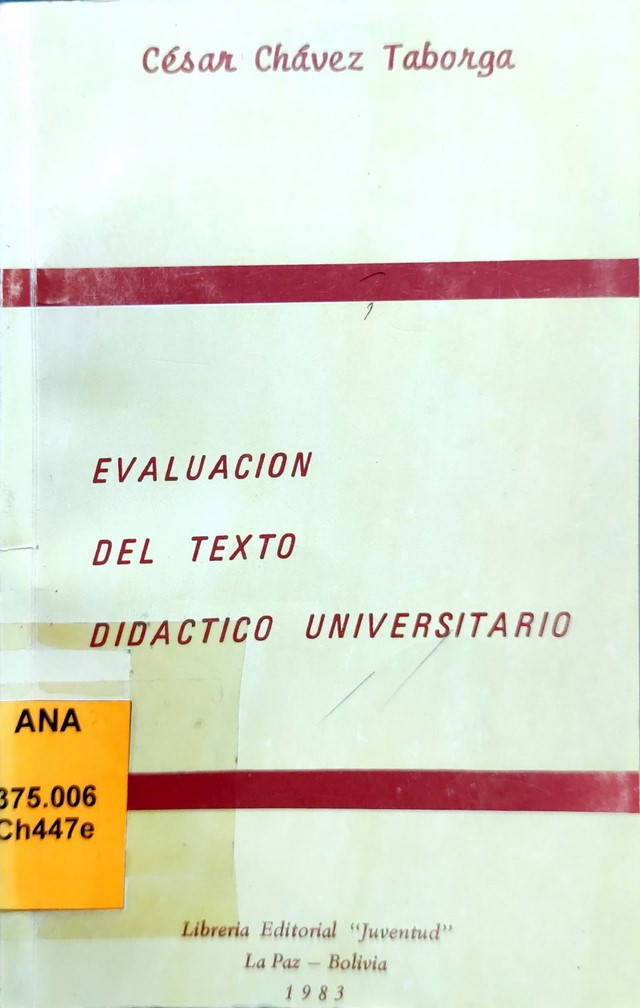 César Chávez Taborga
EVALUACION
DEL TEXTO
DIDACTICO UNIVERSITARIO
ANA
375.006
Ch447e
Libreria Editorial "Juventud"
La Paz – Bolivia
1983